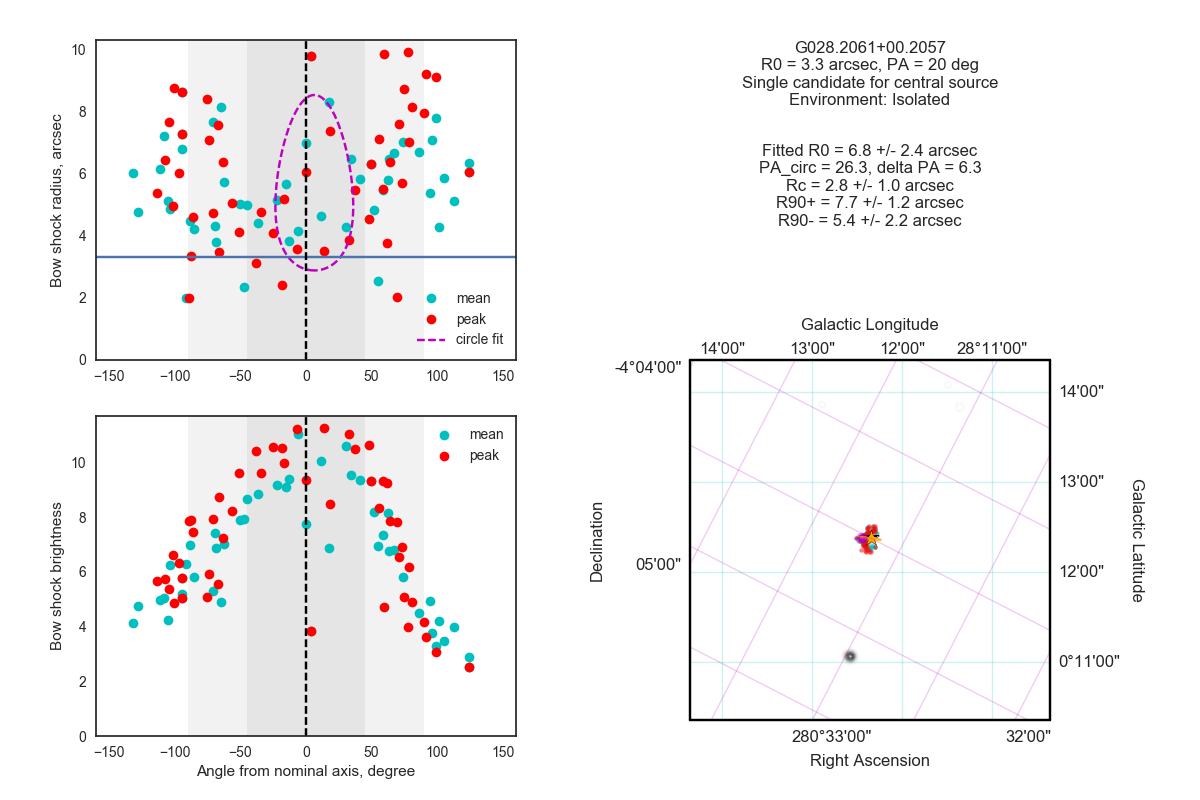 G028.2061+00.2057
R0 = 3.3 arcsec, PA = 20 deg
Single candidate for central source
Environment: Isolated
Fitted R0 = 6.8 +/- 2.4 arcsec
PA_circ = 26.3, delta PA = 6.3
Rc = 2.8 +/- 1.0 arcsec
R90+ = 7.7 +/- 1.2 arcsec
R90- = 5.4 +/- 2.2 arcsec
Bow shock radius, arcsec
10
8
6
4
2
0
−150 −100 −50 0 50 100 150
mean
peak
circle fit
Bow shock brightness
10
8
6
4
2
0
−150 −100 −50 0 50 100 150
Angle from nominal axis, degree
mean
peak
Galactic Longitude
14'00" 13'00" 12'00" 28°11'00"
-4°04'00"
05'00"
Declination
14'00"
13'00"
12'00"
0°11'00"
Galactic Latitude
280°33'00" 32'00"
Right Ascension